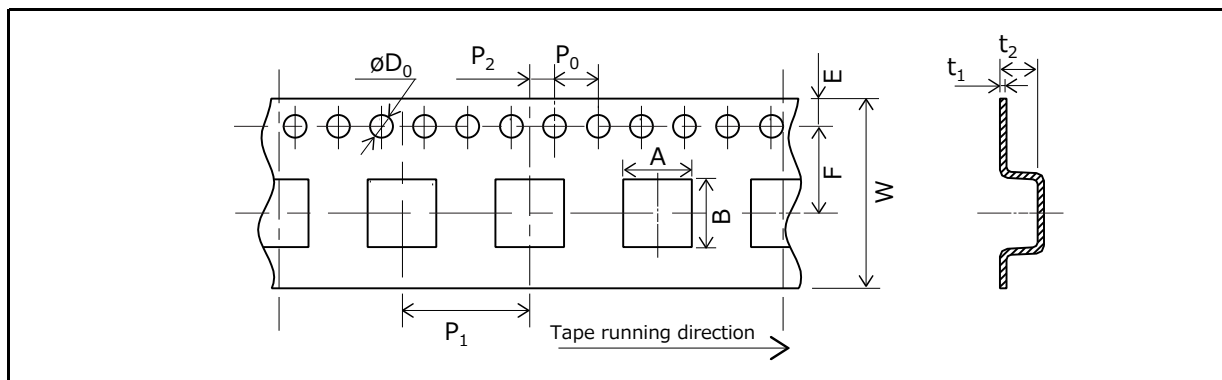 øD₀
P₂
P₀
E
t₁
t₂
A
B
F
W
P₁
Tape running direction